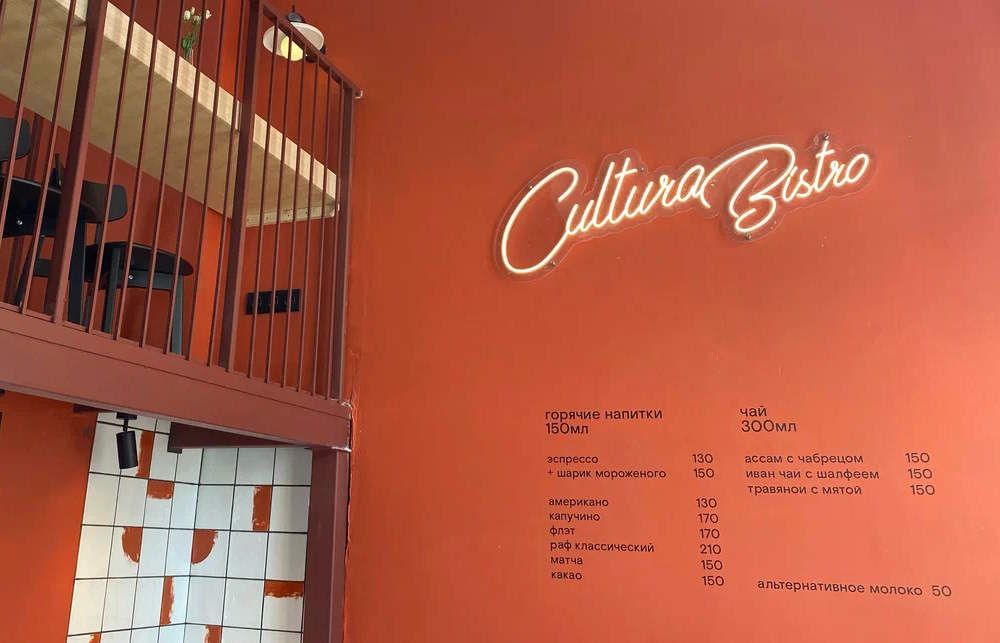 Cultura Bistro
горячие напитки
150мл
эспрессо 130
+ шарик мороженого 150
американо 130
капучино 170
флэт 170
раф классический 210
матча 150
какао 150
чай
300мл
ассам с чабрецом 150
иван чаи с шалфеем 150
травянои с мятой 150
альтернативное молоко 50